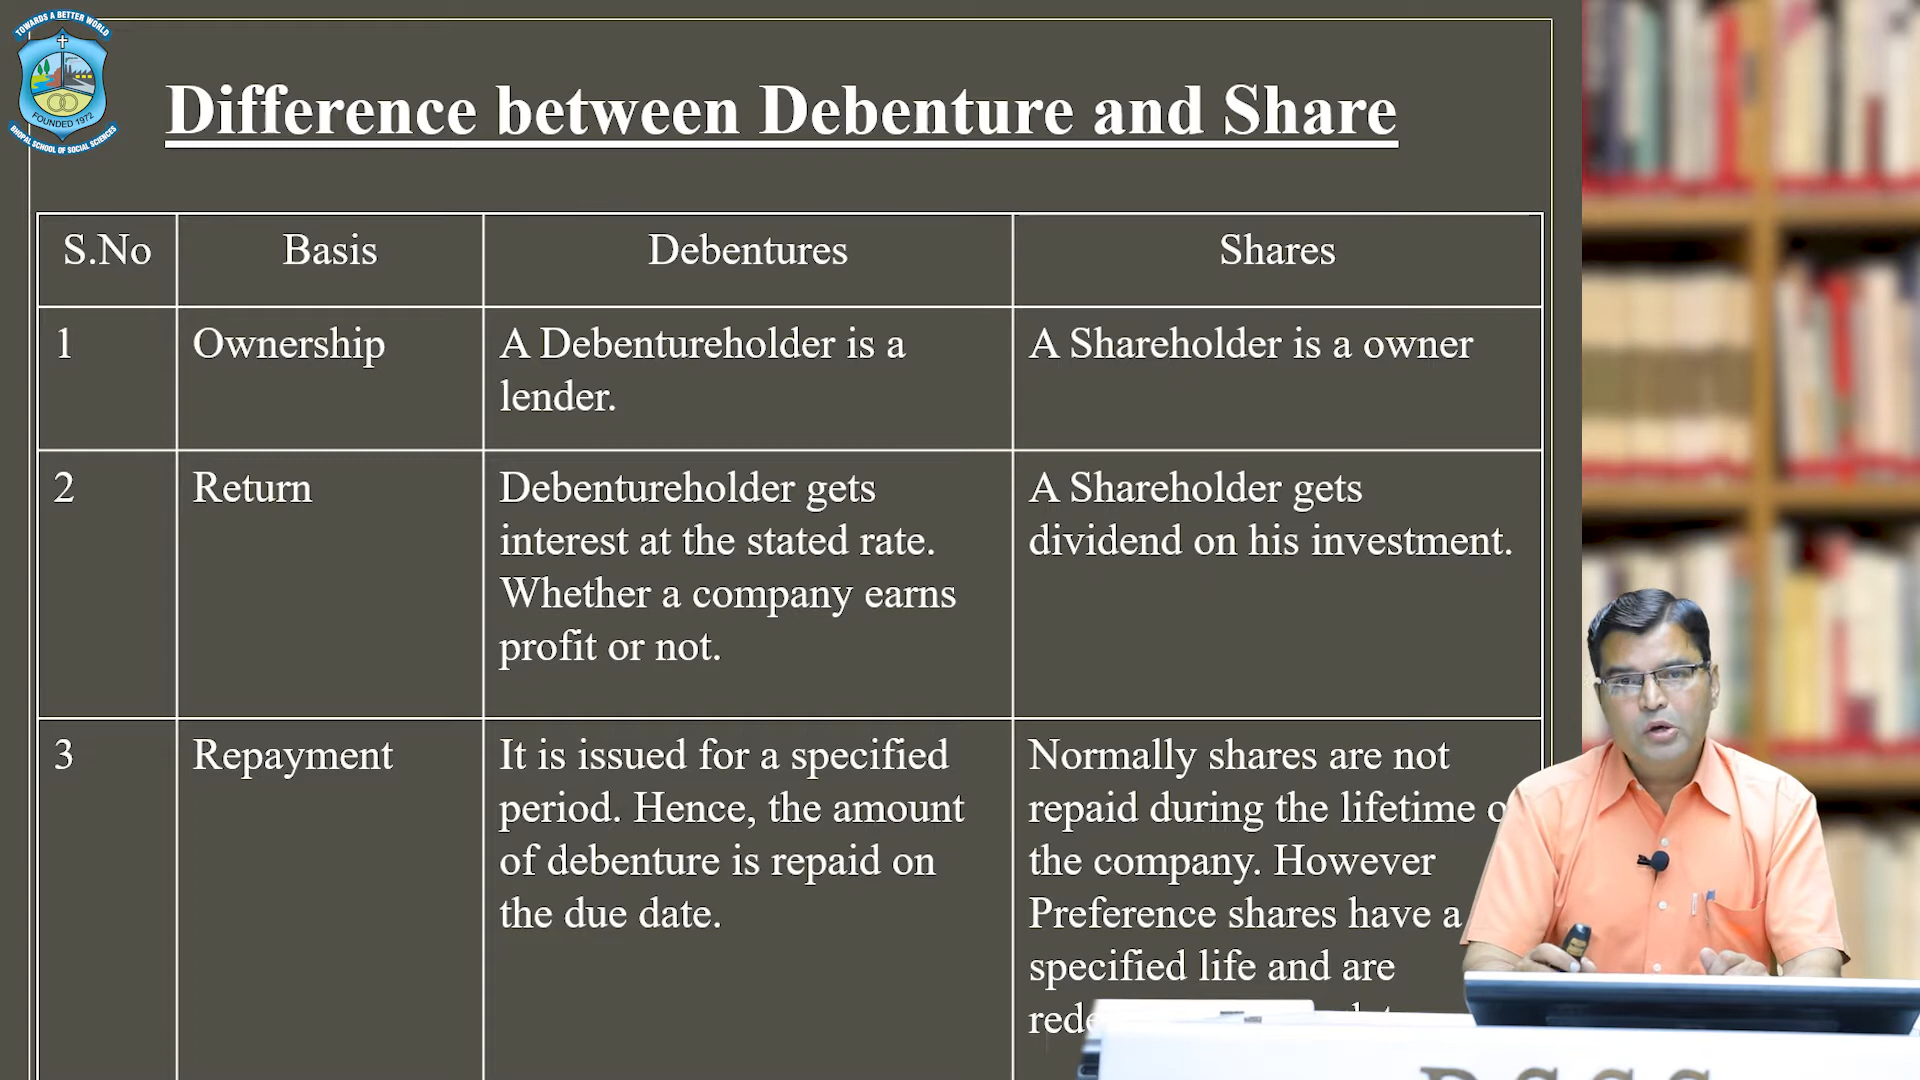 TOWARDS A BETTER WORLD
FOUNDED 1972
BHOPAL SCHOOL OF SOCIAL SCIENCES
Difference between Debenture and Share
S.No Basis Debentures Shares
1 Ownership A Debentureholder is a
lender.
A Shareholder is a owner
2 Return Debentureholder gets
interest at the stated rate.
Whether a company earns
profit or not.
A Shareholder gets
dividend on his investment.
3 Repayment It is issued for a specified
period. Hence, the amount
of debenture is repaid on
the due date.
Normally shares are not
repaid during the lifetime
the company. However
Preference shares have a
specified life and are